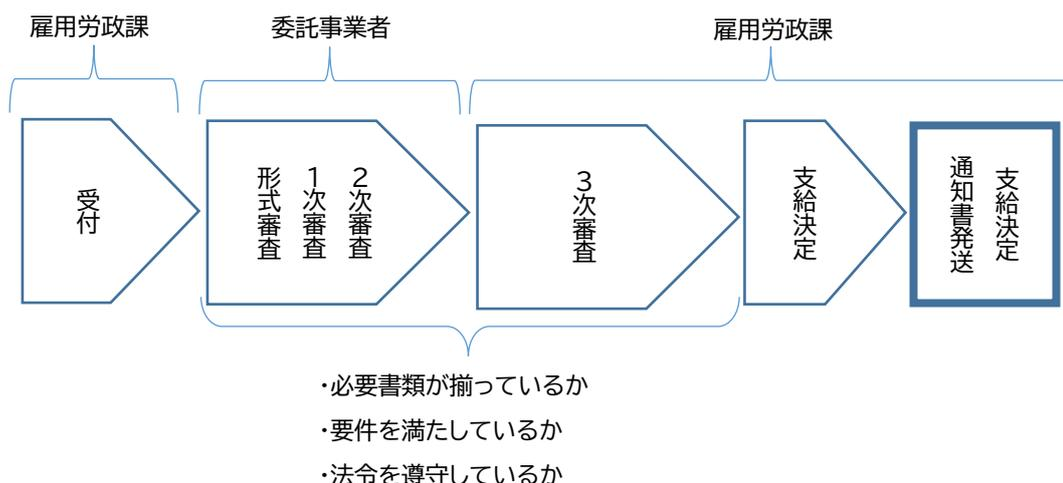 雇用労政課
委託事業者
雇用労政課
受付
形式審査
1次審査
2次審査
3次審査
支給決定
支給決定
通知書発送
・必要書類が揃っているか
・要件を満たしているか
・法令を遵守しているか